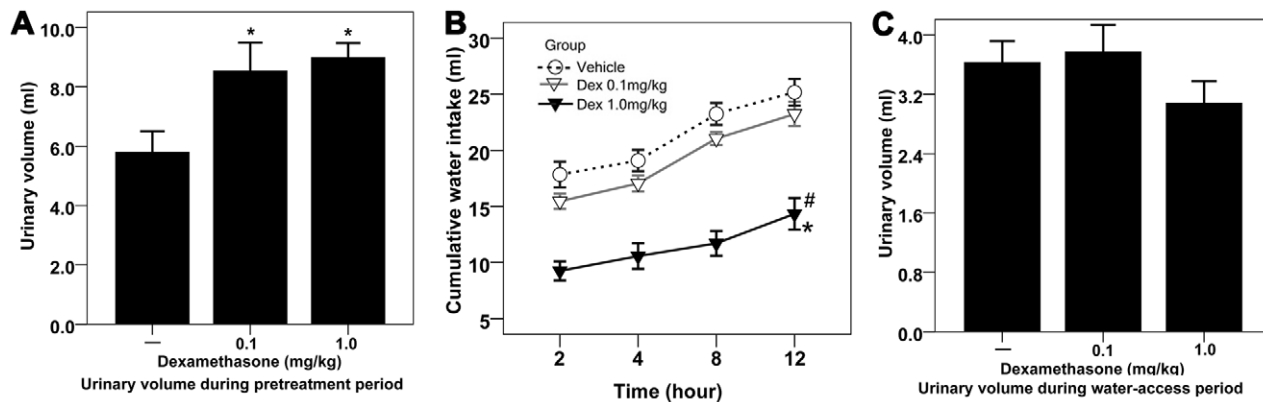 A
Urinary volume (ml)
10.0
8.0
6.0
4.0
2.0
0.0
*
*
—
0.1
1.0
Dexamethasone (mg/kg)
Urinary volume during pretreatment period
B
Cumulative water intake (ml)
30
25
20
15
10
5
Group
Vehicle
Dex 0.1mg/kg
Dex 1.0mg/kg
#
*
2
4
8
12
Time (hour)
C
Urinary volume (ml)
4.0
3.2
2.4
1.6
0.8
0.0
—
0.1
1.0
Dexamethasone (mg/kg)
Urinary volume during water-access period